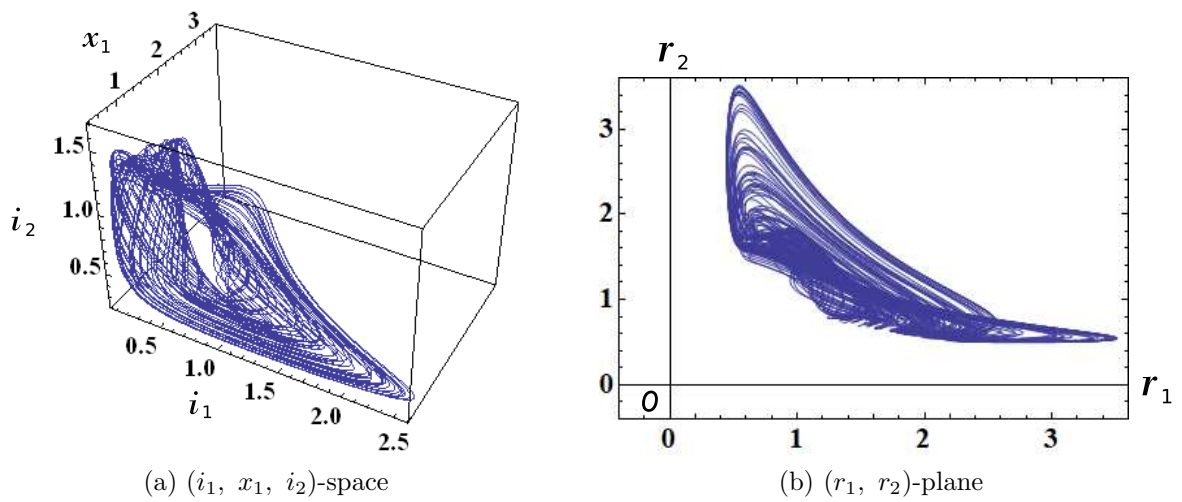 x₁
1 2 3
i₂
1.5
1.0
0.5
0.5 1.0 1.5 2.0 2.5
i₁
(a) (i₁, x₁, i₂)-space
r₂
3
2
1
0
O
r₁
0 1 2 3
(b) (r₁, r₂)-plane